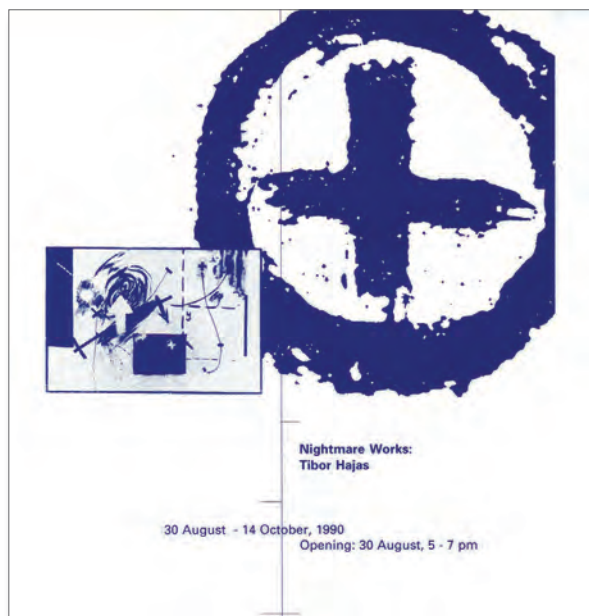 Nightmare Works:
Tibor Hajas
30 August - 14 October, 1990
Opening: 30 August, 5 - 7 pm